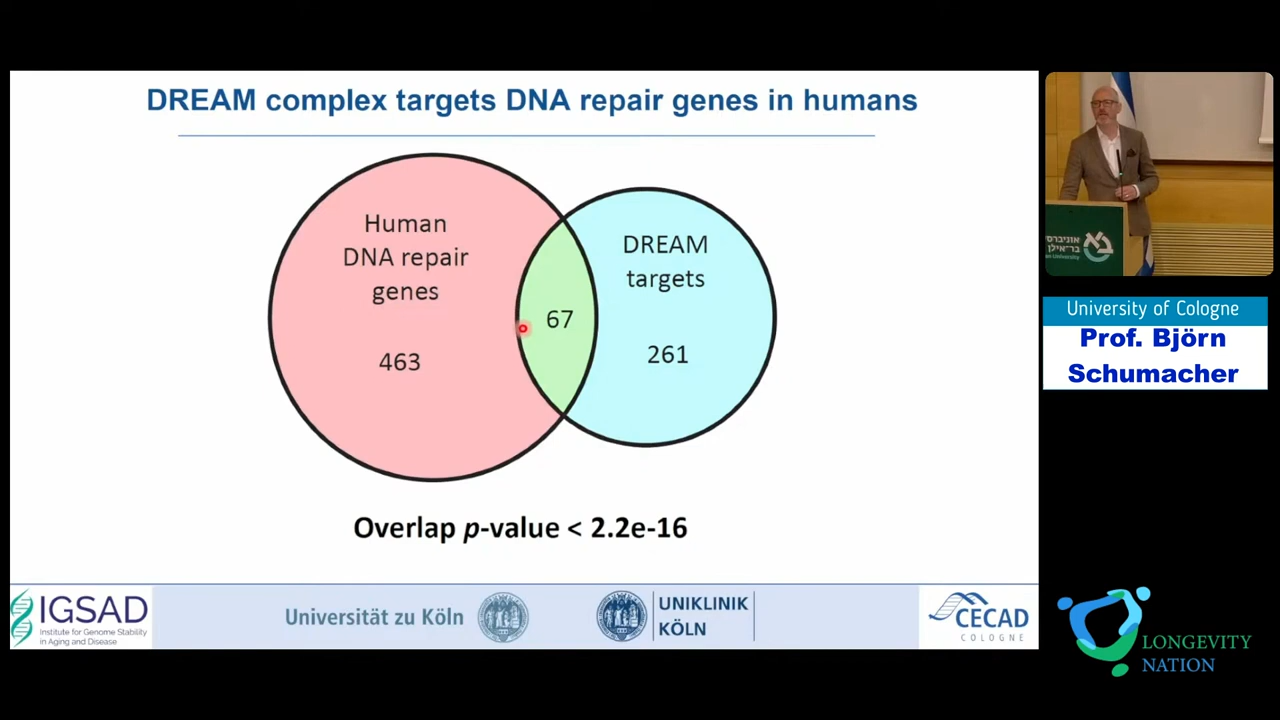 DREAM complex targets DNA repair genes in humans
Human
DNA repair
genes
463
67
DREAM
targets
261
Overlap p-value < 2.2e-16
IGSAD
Institute for Genome Stability
in Aging and Disease
Universität zu Köln
UNIKLINIK
KÖLN
CECAD
COLOGNE
University of Cologne
Prof. Björn
Schumacher
LONGEVITY
NATION